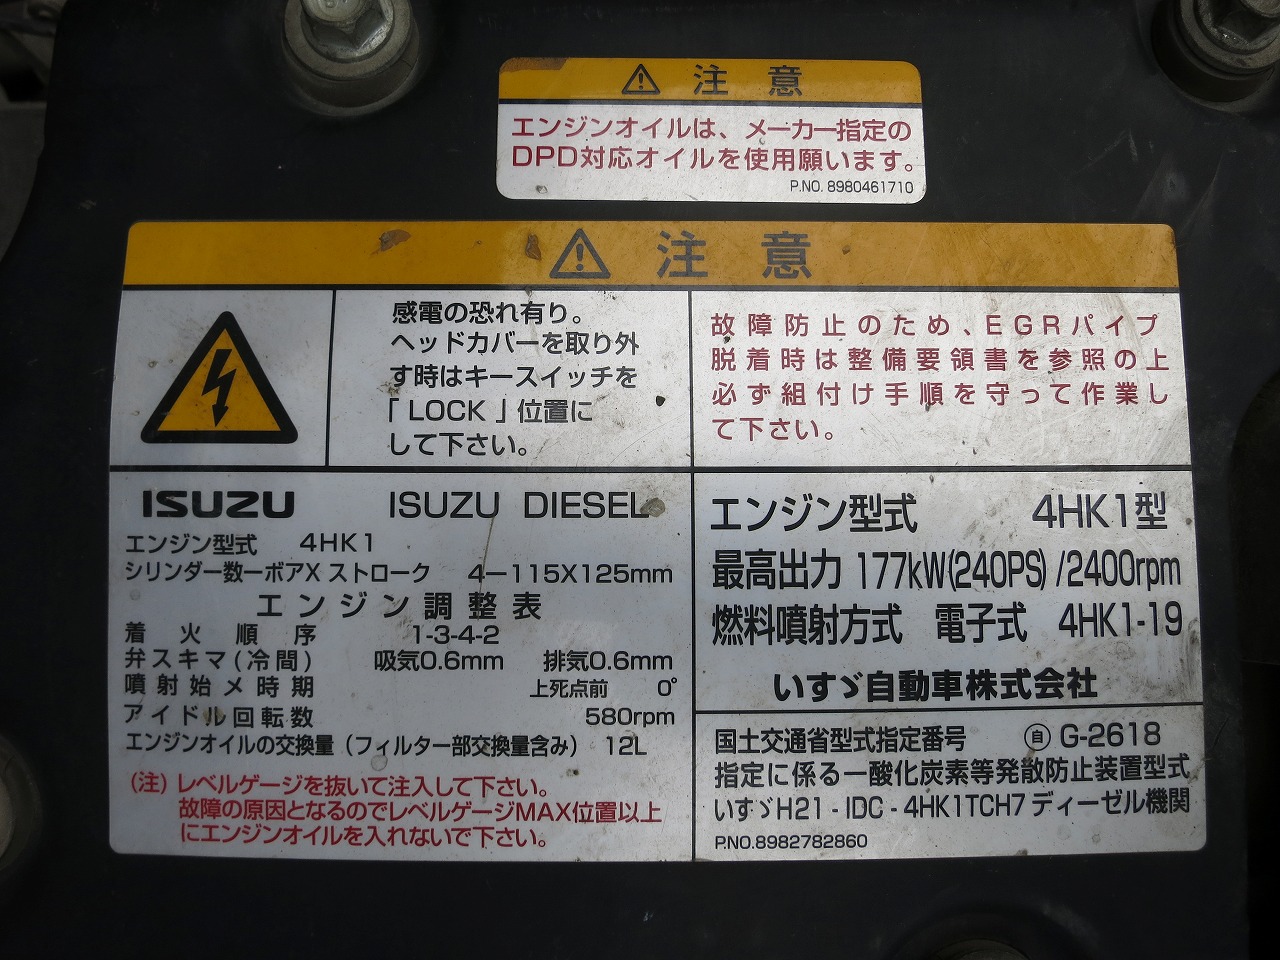 注意
エンジンオイルは、メーカー指定の
DPD対応オイルを使用願います。
P.NO. 8980461710
注意
感電の恐れ有り。
ヘッドカバーを取り外
す時はキースイッチを
「LOCK」位置に
して下さい。
故障防止のため、EGRパイプ
脱着時は整備要領書を参照の上
必ず組付け手順を守って作業し
て下さい。
ISUZU ISUZU DIESEL
エンジン型式 4HK1
シリンダー数ーボアX ストローク 4－115X125mm
エンジン調整表
着火順序 1-3-4-2
弁スキマ(冷間) 吸気0.6mm 排気0.6mm
噴射始メ時期 上死点前 0°
アイドル回転数 580rpm
エンジンオイルの交換量（フィルター部交換量含み） 12L
(注) レベルゲージを抜いて注入して下さい。
故障の原因となるのでレベルゲージMAX位置以上
にエンジンオイルを入れないで下さい。
エンジン型式 4HK1型
最高出力 177kW(240PS)/2400rpm
燃料噴射方式 電子式 4HK1-19
いすゞ自動車株式会社
国土交通省型式指定番号 ㊝ G-2618
指定に係る一酸化炭素等発散防止装置型式
いすゞH21-IDC-4HK1TCH7ディーゼル機関
P.NO.8982782860